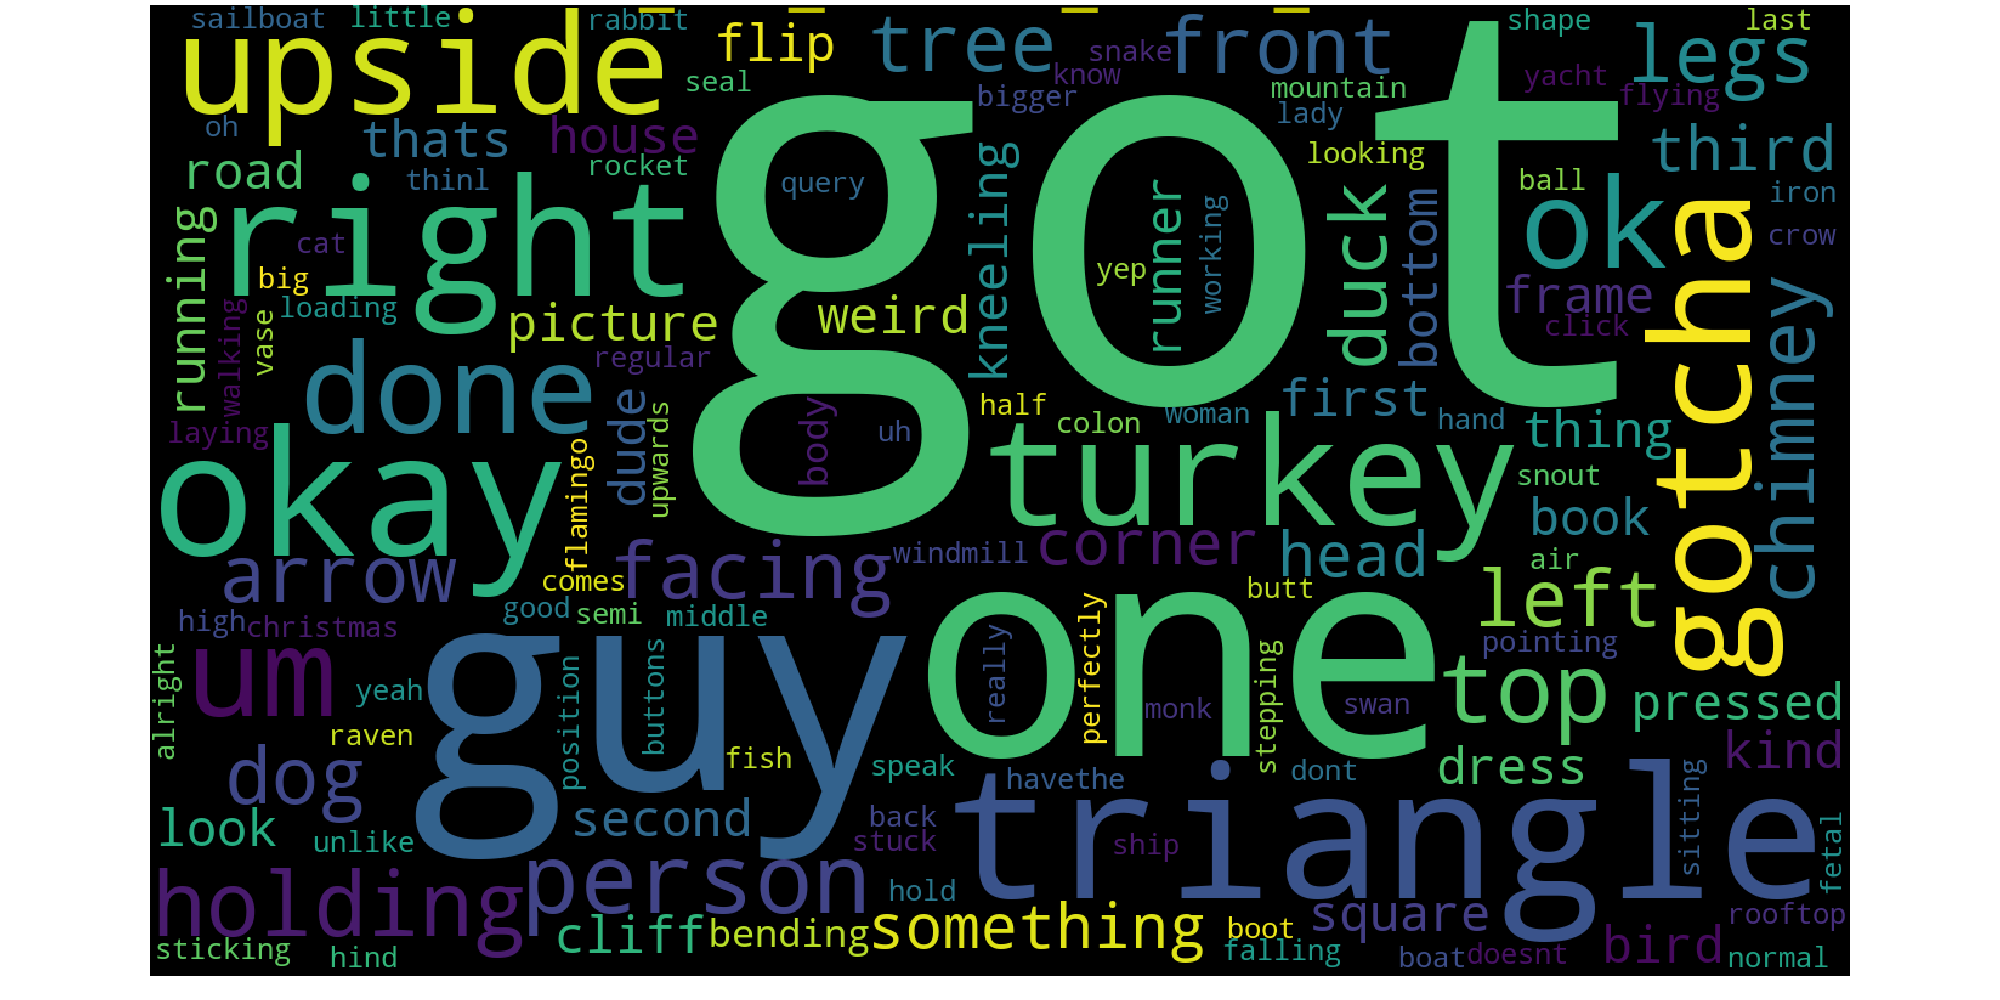 sailboat little rabbit flip tree snake front shape last
upside seal know bigger mountain yacht legs flying
oh thats house lady third
road thinl rocket query kneeling looking ball iron
running right cat got runner working duck bottom ok crow
big loading picture weird yep frame gotcha chimney
walking vase regular click
done dude half colon woman first hand thing
laying okay flamingo upwards body uh turkey snout
arrow comes facing windmill corner head book air
high christmas good semi middle perfectly butt left pointing
alright um yeah guy position buttons really one monk stepping swan top pressed
raven fish speak dress kind
dog havethe dont triangle sitting fetal
look unlike second back stuck ship
holding person hold something square rooftop
sticking hind cliff bending boot falling boat doesnt bird normal